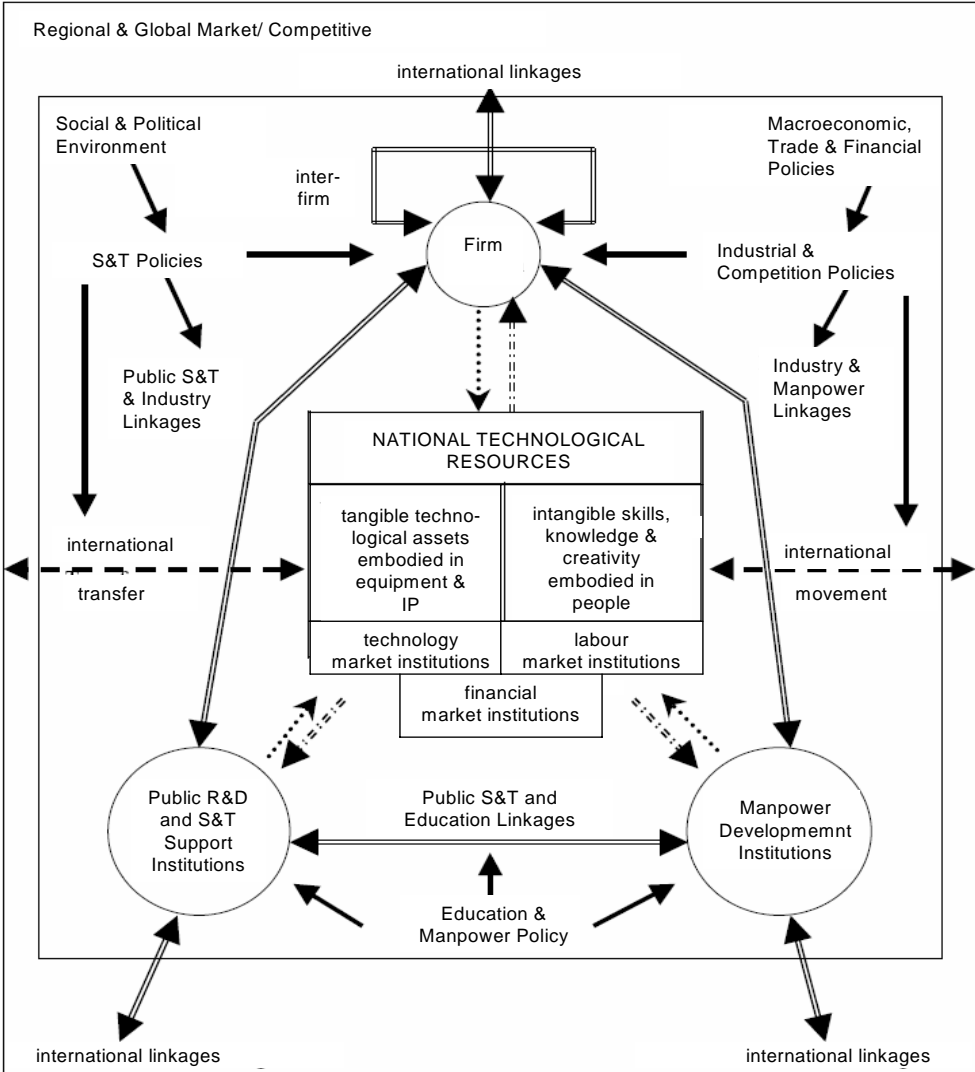 Regional & Global Market/ Competitive
international linkages
Social & Political
Environment
Macroeconomic,
Trade & Financial
Policies
inter-
firm
Firm
S&T Policies
Industrial &
Competition Policies
Public S&T
& Industry
Linkages
Industry &
Manpower
Linkages
NATIONAL TECHNOLOGICAL
RESOURCES
tangible techno-
logical assets
embodied in
equipment &
IP
intangible skills,
knowledge &
creativity
embodied in
people
international
transfer
international
movement
technology
market institutions
labour
market institutions
financial
market institutions
Public R&D
and S&T
Support
Institutions
Public S&T and
Education Linkages
Manpower
Developmemnt
Institutions
Education &
Manpower Policy
international linkages
international linkages